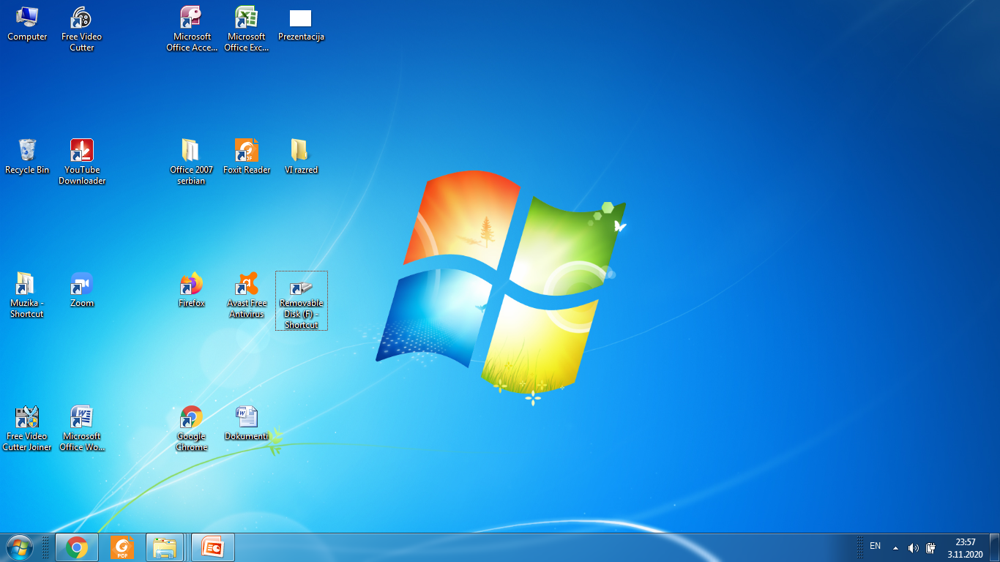 Computer
Free Video
Cutter
Microsoft
Office Acce...
Microsoft
Office Exc...
Prezentacija
Recycle Bin
YouTube
Downloader
Office 2007
serbian
Foxit Reader
VI razred
Muzika -
Shortcut
Zoom
Firefox
Avast Free
Antivirus
Removable
Disk (F) -
Shortcut
Free Video
Cutter Joiner
Microsoft
Office Wo...
Google
Chrome
Dokumenti
PDF
EN
23:57
3.11.2020